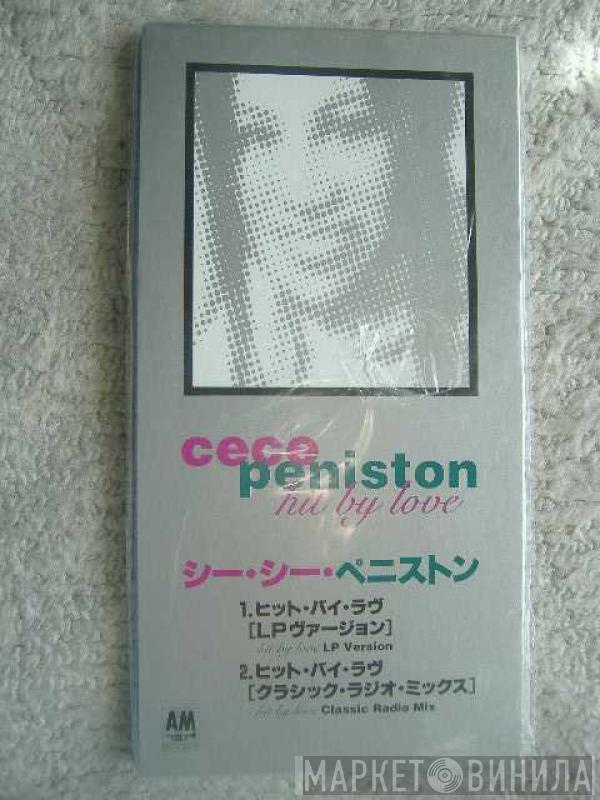 cece
peniston
hit by love
シー・シー・ペニストン
1.ヒット・バイ・ラヴ
[LPヴァージョン]
hit by love LP Version
2.ヒット・バイ・ラヴ
[クラシック・ラジオ・ミックス]
hit by love Classic Radio Mix
AM
МАРКЕТ ВИНИЛА